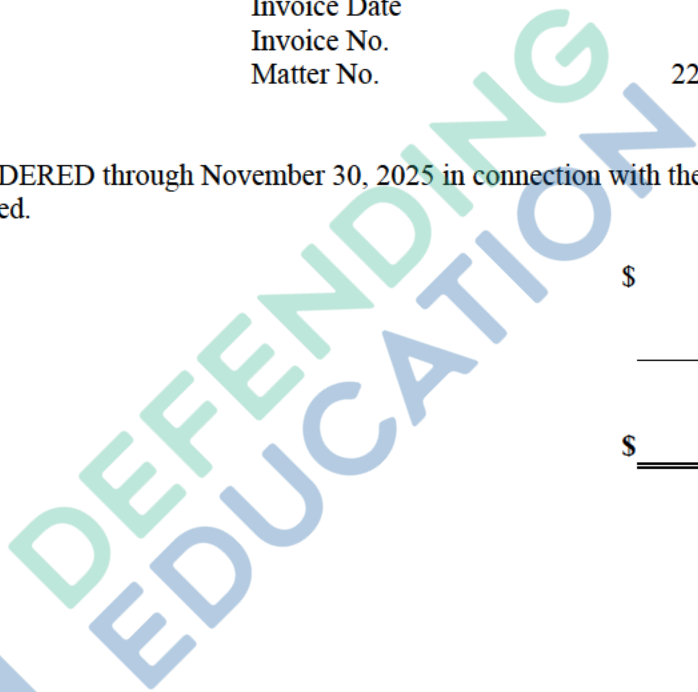 Invoice Date
Invoice No.
Matter No. 22
DERED through November 30, 2025 in connection with the
ed.
$
$
DEFENDING
EDUCATION